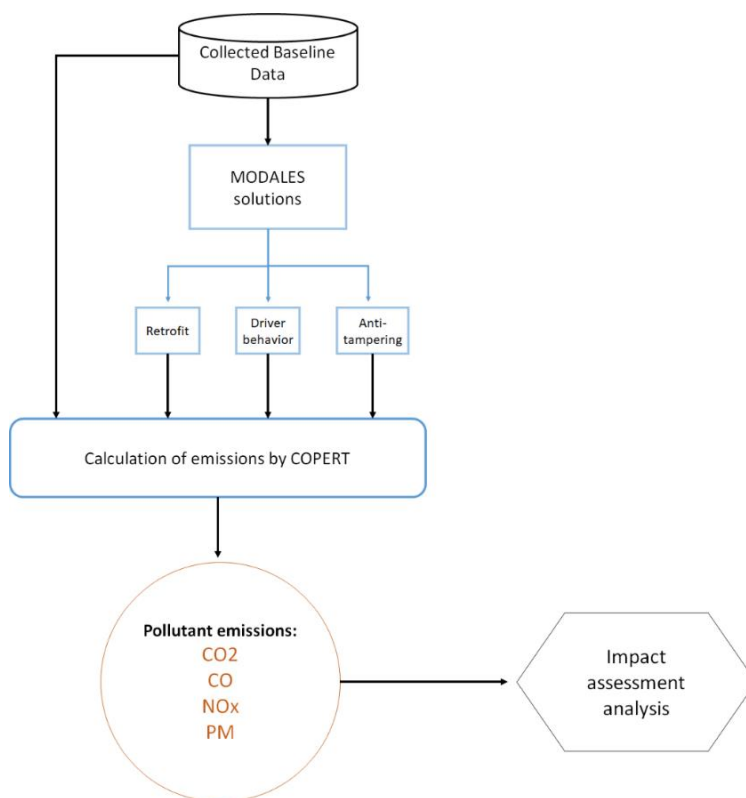 Collected Baseline
Data
MODALES
solutions
Retrofit
Driver
behavior
Anti-
tampering
Calculation of emissions by COPERT
Pollutant emissions:
CO2
CO
NOx
PM
Impact
assessment
analysis